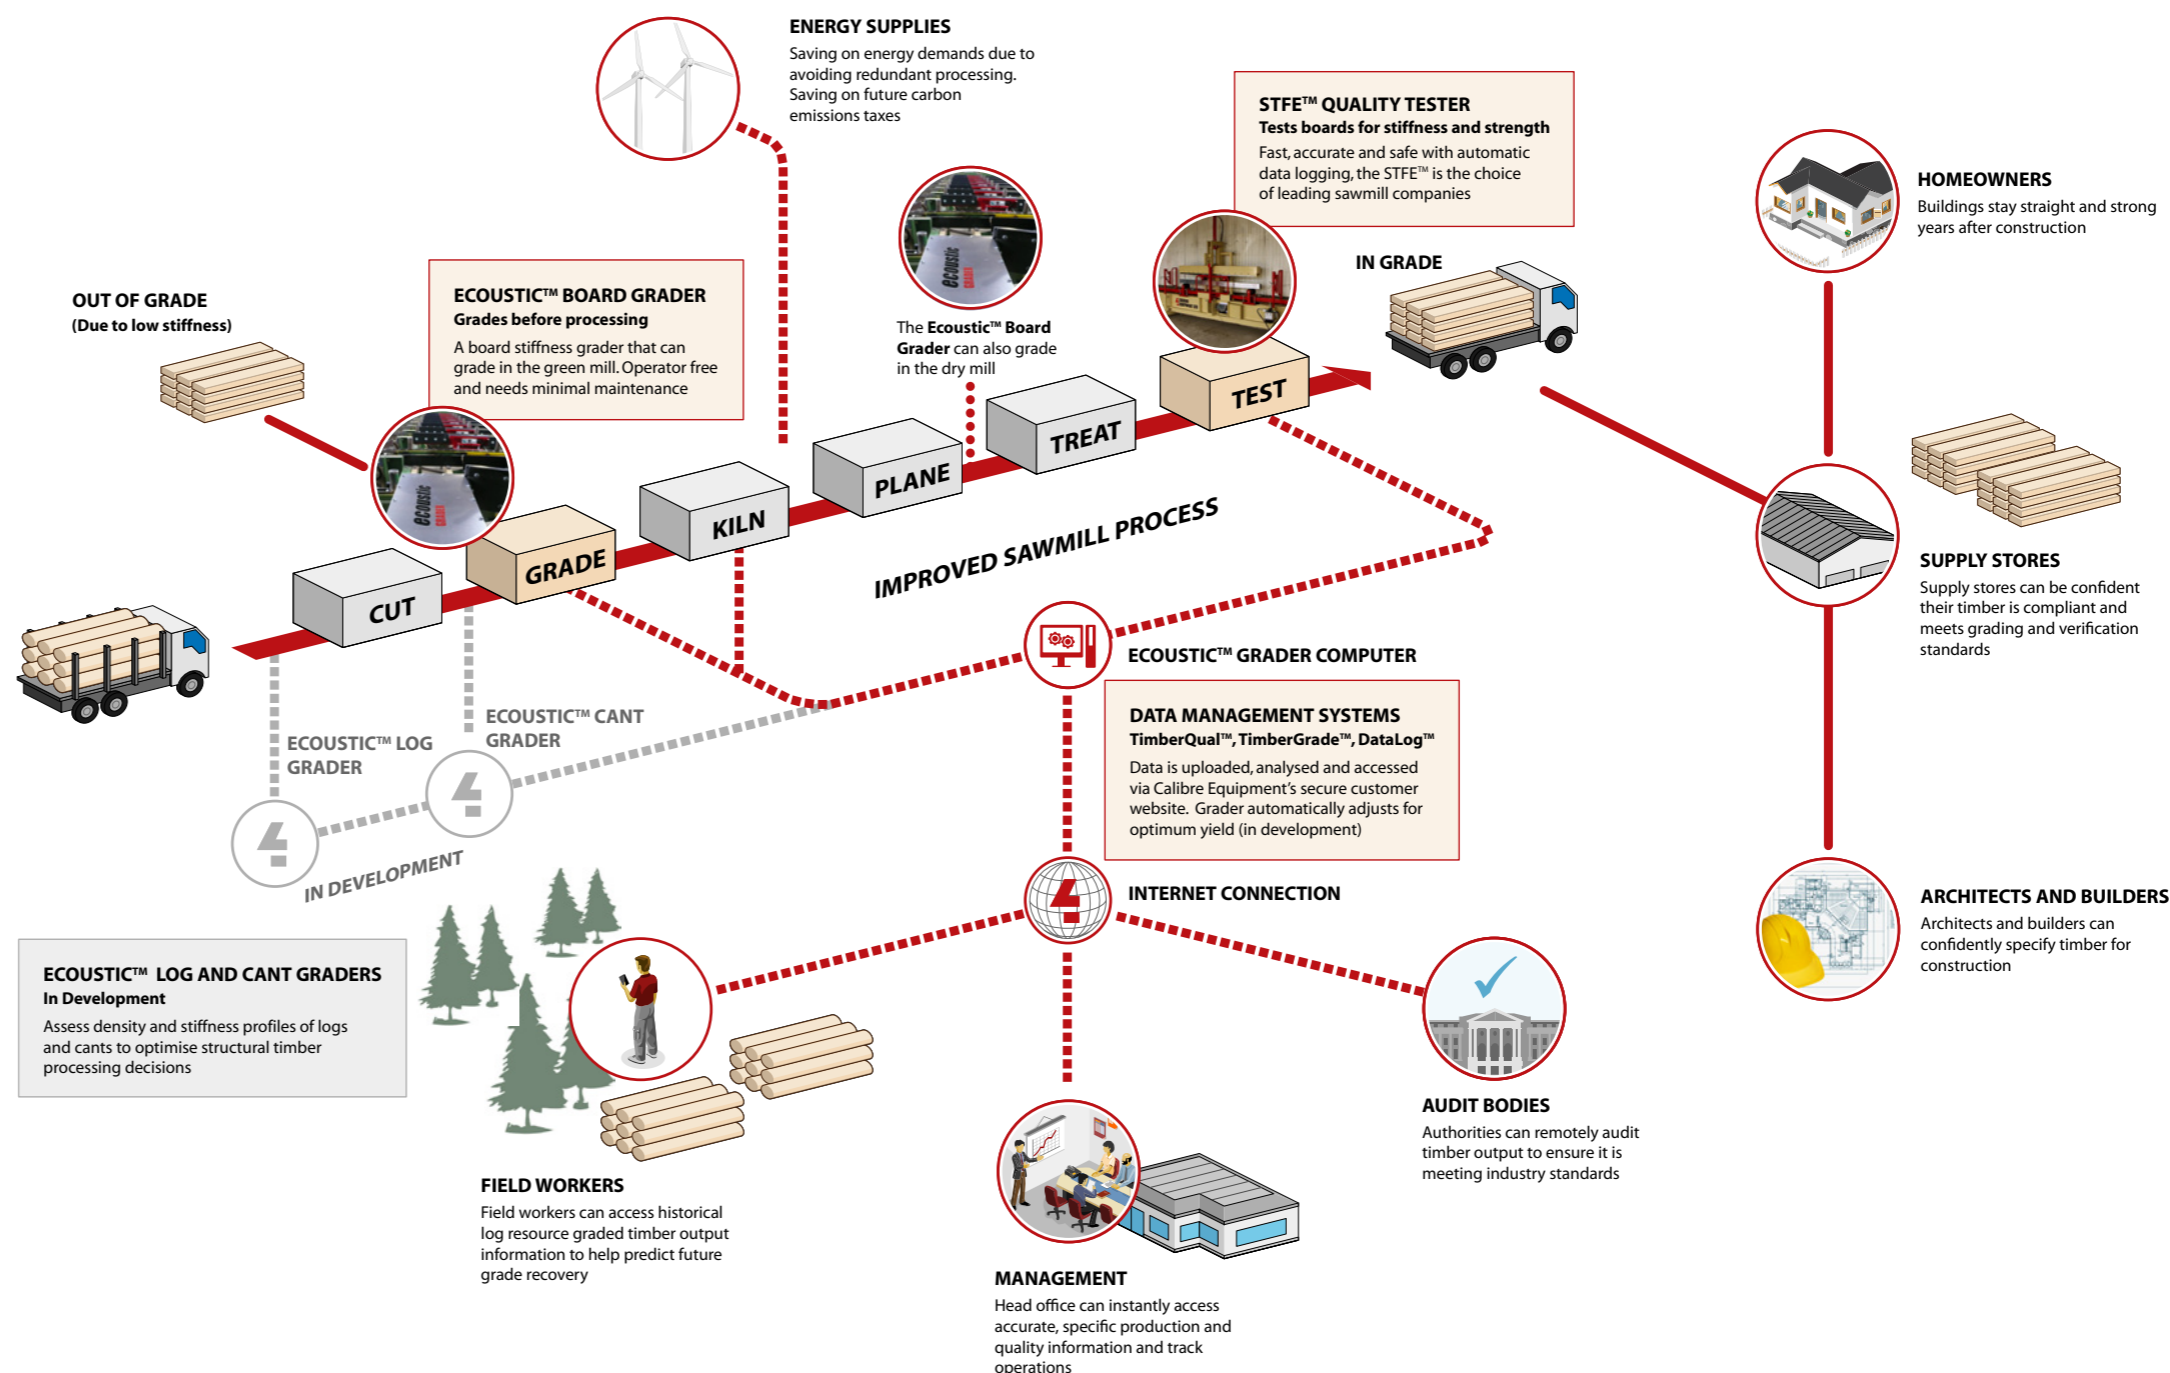 ENERGY SUPPLIES
Saving on energy demands due to
avoiding redundant processing.
Saving on future carbon
emissions taxes
STFE™ QUALITY TESTER
Tests boards for stiffness and strength
Fast, accurate and safe with automatic
data logging, the STFE™ is the choice
of leading sawmill companies
HOMEOWNERS
Buildings stay straight and strong
years after construction
IN GRADE
OUT OF GRADE
(Due to low stiffness)
ECOUSTIC™ BOARD GRADER
Grades before processing
A board stiffness grader that can
grade in the green mill. Operator free
and needs minimal maintenance
ecoustic
GRADER
The Ecoustic™ Board
Grader can also grade
in the dry mill
ecoustic
GRADER
CUT
GRADE
KILN
PLANE
TREAT
TEST
IMPROVED SAWMILL PROCESS
SUPPLY STORES
Supply stores can be confident
their timber is compliant and
meets grading and verification
standards
ECOUSTIC™ GRADER COMPUTER
DATA MANAGEMENT SYSTEMS
TimberQual™, TimberGrade™, DataLog™
Data is uploaded, analysed and accessed
via Calibre Equipment's secure customer
website. Grader automatically adjusts for
optimum yield (in development)
ECOUSTIC™ LOG
GRADER
ECOUSTIC™ CANT
GRADER
IN DEVELOPMENT
INTERNET CONNECTION
ARCHITECTS AND BUILDERS
Architects and builders can
confidently specify timber for
construction
ECOUSTIC™ LOG AND CANT GRADERS
In Development
Assess density and stiffness profiles of logs
and cants to optimise structural timber
processing decisions
FIELD WORKERS
Field workers can access historical
log resource graded timber output
information to help predict future
grade recovery
AUDIT BODIES
Authorities can remotely audit
timber output to ensure it is
meeting industry standards
MANAGEMENT
Head office can instantly access
accurate, specific production and
quality information and track
operations